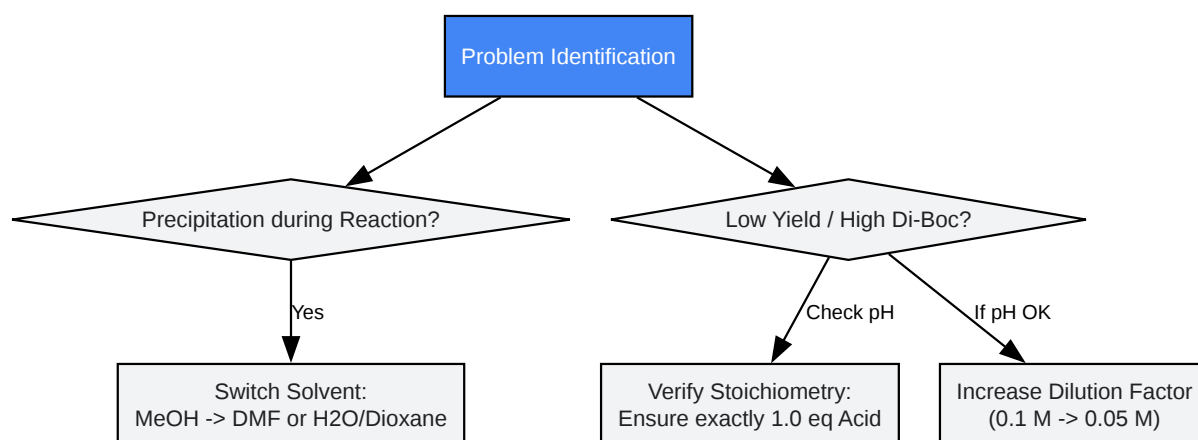 Problem Identification
Precipitation during Reaction?
Low Yield / High Di-Boc?
Yes
Check pH
If pH OK
Switch Solvent:
MeOH -> DMF or H2O/Dioxane
Verify Stoichiometry:
Ensure exactly 1.0 eq Acid
Increase Dilution Factor
(0.1 M -> 0.05 M)